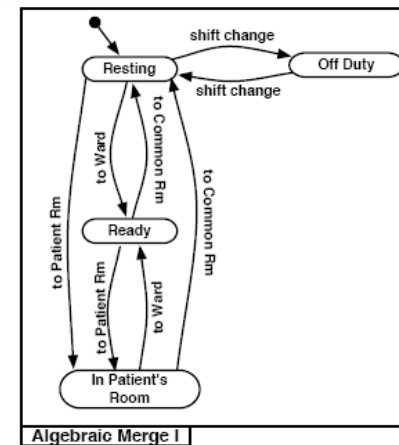 shift change
Resting
Off Duty
shift change
to Ward
to Common Rm
to Patient Rm
to Common Rm
Ready
to Patient Rm
to Ward
In Patient's
Room
Algebraic Merge I